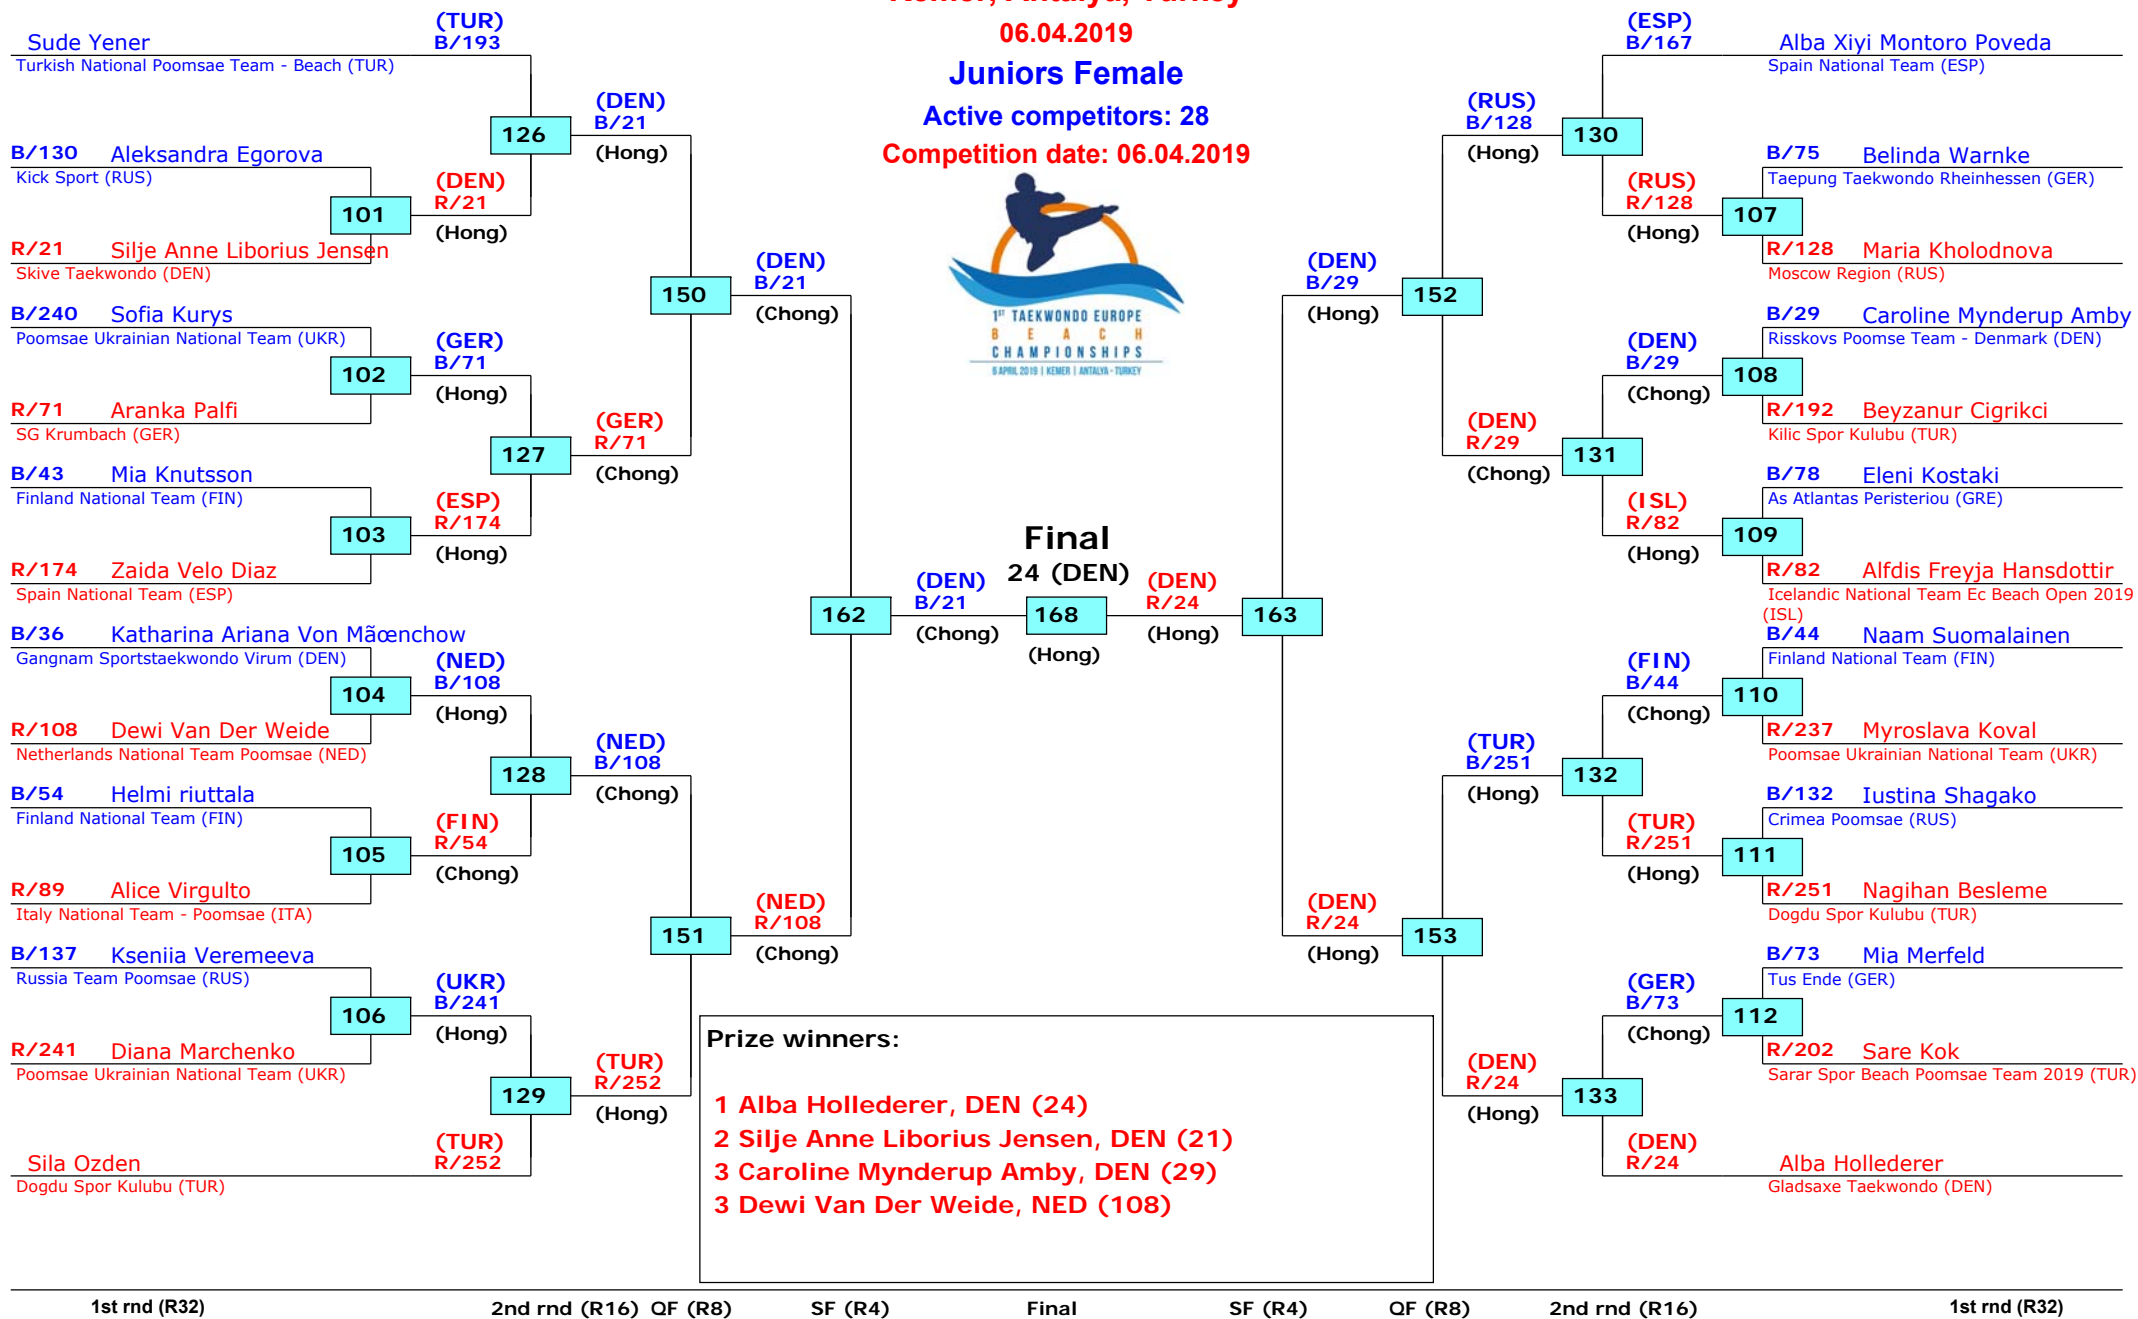 Kemer, Antalya, Turkey
06.04.2019
Juniors Female
Active competitors: 28
Competition date: 06.04.2019
1ST TAEKWONDO EUROPE
BEACH
CHAMPIONSHIPS
6 APRIL 2019 | KEMER | ANTALYA - TURKEY
Sude Yener
Turkish National Poomsae Team - Beach (TUR)
(TUR)
B/193
B/130 Aleksandra Egorova
Kick Sport (RUS)
101
R/21 Silje Anne Liborius Jensen
Skive Taekwondo (DEN)
(DEN)
R/21
(Hong)
126
(DEN)
B/21
(Hong)
B/240 Sofia Kurys
Poomsae Ukrainian National Team (UKR)
102
R/71 Aranka Palfi
SG Krumbach (GER)
(GER)
B/71
(Hong)
B/43 Mia Knutsson
Finland National Team (FIN)
103
R/174 Zaida Velo Diaz
Spain National Team (ESP)
(ESP)
R/174
(Hong)
127
(GER)
R/71
(Chong)
150
(DEN)
B/21
(Chong)
B/36 Katharina Ariana Von Mãœnchow
Gangnam Sportstaekwondo Virum (DEN)
104
R/108 Dewi Van Der Weide
Netherlands National Team Poomsae (NED)
(NED)
B/108
(Hong)
B/54 Helmi riuttala
Finland National Team (FIN)
105
R/89 Alice Virgulto
Italy National Team - Poomsae (ITA)
(FIN)
R/54
(Chong)
128
(NED)
B/108
(Chong)
B/137 Kseniia Veremeeva
Russia Team Poomsae (RUS)
106
R/241 Diana Marchenko
Poomsae Ukrainian National Team (UKR)
(UKR)
B/241
(Hong)
Sila Ozden
Dogdu Spor Kulubu (TUR)
(TUR)
R/252
129
(TUR)
R/252
(Hong)
151
(NED)
R/108
(Chong)
162
(DEN)
B/21
(Chong)
Final
24 (DEN)
168
(Hong)
(DEN)
R/24
(Hong)
163
(DEN)
B/29
(Hong)
152
(RUS)
B/128
(Hong)
130
(ESP)
B/167
Alba Xiyi Montoro Poveda
Spain National Team (ESP)
(RUS)
R/128
(Hong)
107
B/75 Belinda Warnke
Taepung Taekwondo Rheinhessen (GER)
R/128 Maria Kholodnova
Moscow Region (RUS)
(DEN)
R/29
(Chong)
131
(DEN)
B/29
(Chong)
108
B/29 Caroline Mynderup Amby
Risskovs Poomse Team - Denmark (DEN)
R/192 Beyzanur Cigrikci
Kilic Spor Kulubu (TUR)
(ISL)
R/82
(Hong)
109
B/78 Eleni Kostaki
As Atlantas Peristeriou (GRE)
R/82 Alfdis Freyja Hansdottir
Icelandic National Team Ec Beach Open 2019
(ISL)
(DEN)
R/24
(Hong)
153
(TUR)
B/251
(Hong)
132
(FIN)
B/44
(Chong)
110
B/44 Naam Suomalainen
Finland National Team (FIN)
R/237 Myroslava Koval
Poomsae Ukrainian National Team (UKR)
(TUR)
R/251
(Hong)
111
B/132 Iustina Shagako
Crimea Poomsae (RUS)
R/251 Nagihan Besleme
Dogdu Spor Kulubu (TUR)
(DEN)
R/24
(Hong)
133
(GER)
B/73
(Chong)
112
B/73 Mia Merfeld
Tus Ende (GER)
R/202 Sare Kok
Sarar Spor Beach Poomsae Team 2019 (TUR)
(DEN)
R/24
Alba Hollederer
Gladsaxe Taekwondo (DEN)
Prize winners:
1 Alba Hollederer, DEN (24)
2 Silje Anne Liborius Jensen, DEN (21)
3 Caroline Mynderup Amby, DEN (29)
3 Dewi Van Der Weide, NED (108)
1st rnd (R32) 2nd rnd (R16) QF (R8) SF (R4) Final SF (R4) QF (R8) 2nd rnd (R16) 1st rnd (R32)